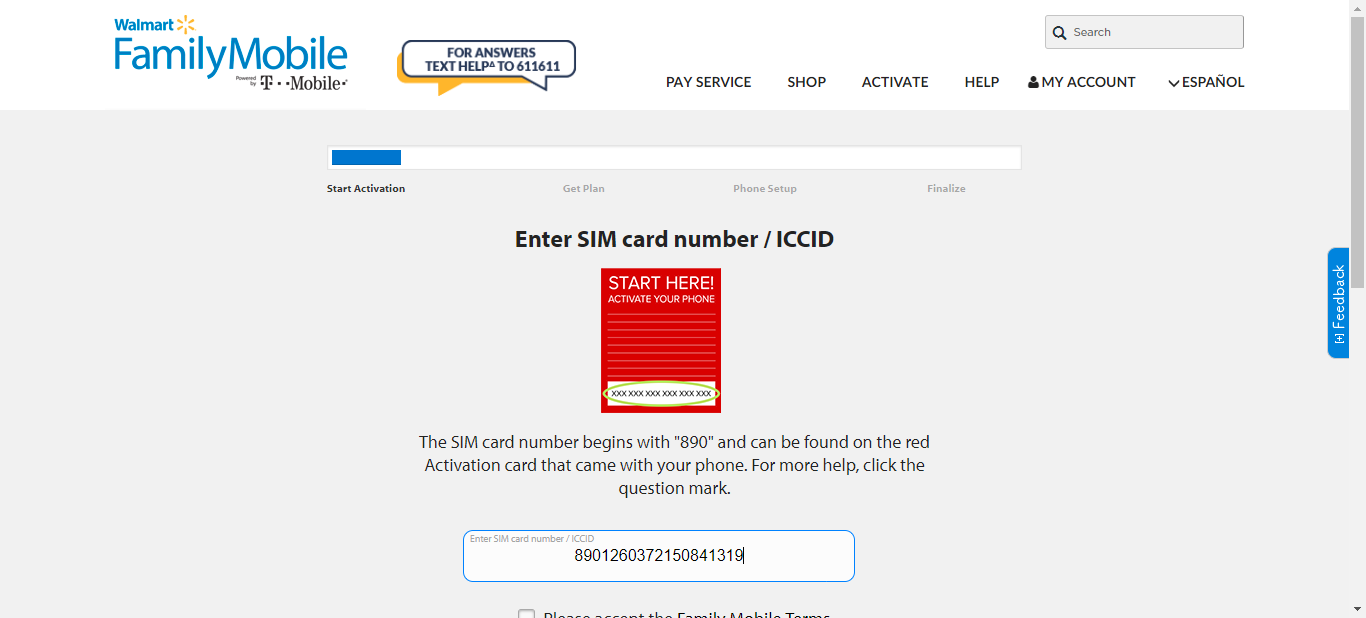 Walmart
FamilyMobile
Powered by T··Mobile·
FOR ANSWERS
TEXT HELP∆ TO 611611
Search
PAY SERVICE SHOP ACTIVATE HELP MY ACCOUNT ESPAÑOL
Start Activation Get Plan Phone Setup Finalize
Enter SIM card number / ICCID
START HERE!
ACTIVATE YOUR PHONE
XXX XXX XXX XXX XXX XXX
The SIM card number begins with "890" and can be found on the red
Activation card that came with your phone. For more help, click the
question mark.
Enter SIM card number / ICCID
8901260372150841319
Please accept the Family Mobile Terms
[+] Feedback